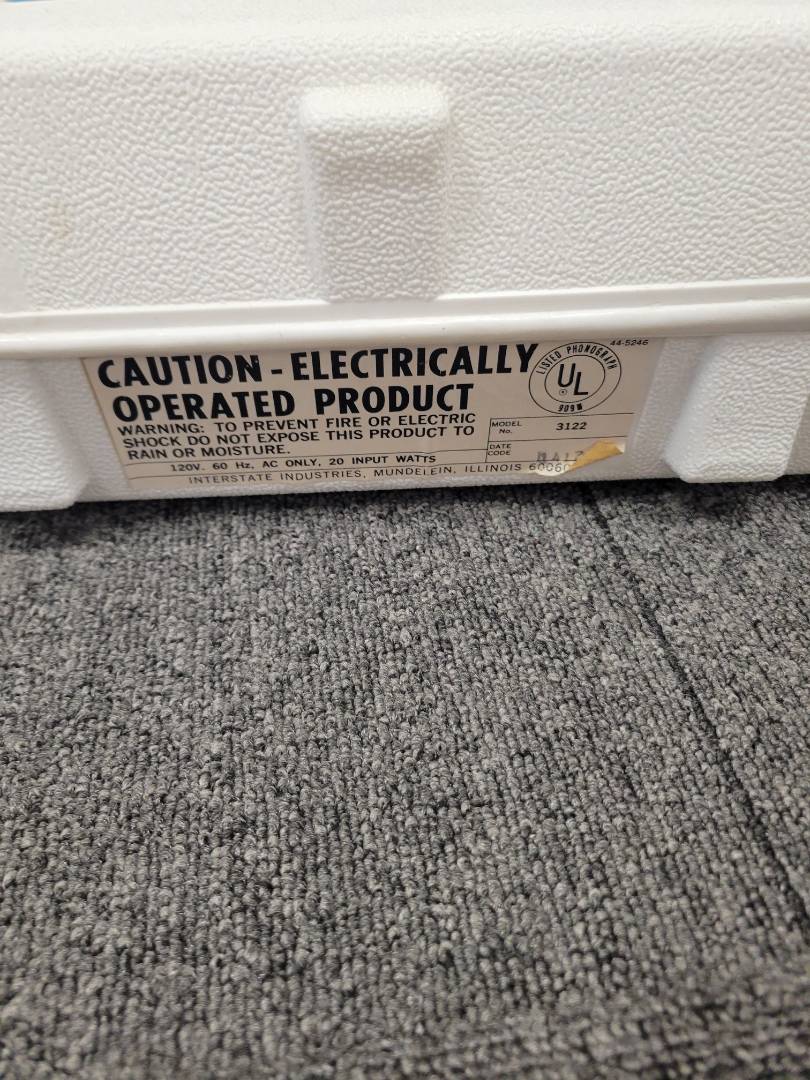 44-5246
CAUTION - ELECTRICALLY
OPERATED PRODUCT
WARNING: TO PREVENT FIRE OR ELECTRIC
SHOCK DO NOT EXPOSE THIS PRODUCT TO
RAIN OR MOISTURE.
120V. 60 Hz, AC ONLY, 20 INPUT WATTS
INTERSTATE INDUSTRIES, MUNDELEIN, ILLINOIS 60060
LISTED PHONOGRAPH
UL
909W
MODEL No. 3122
DATE CODE